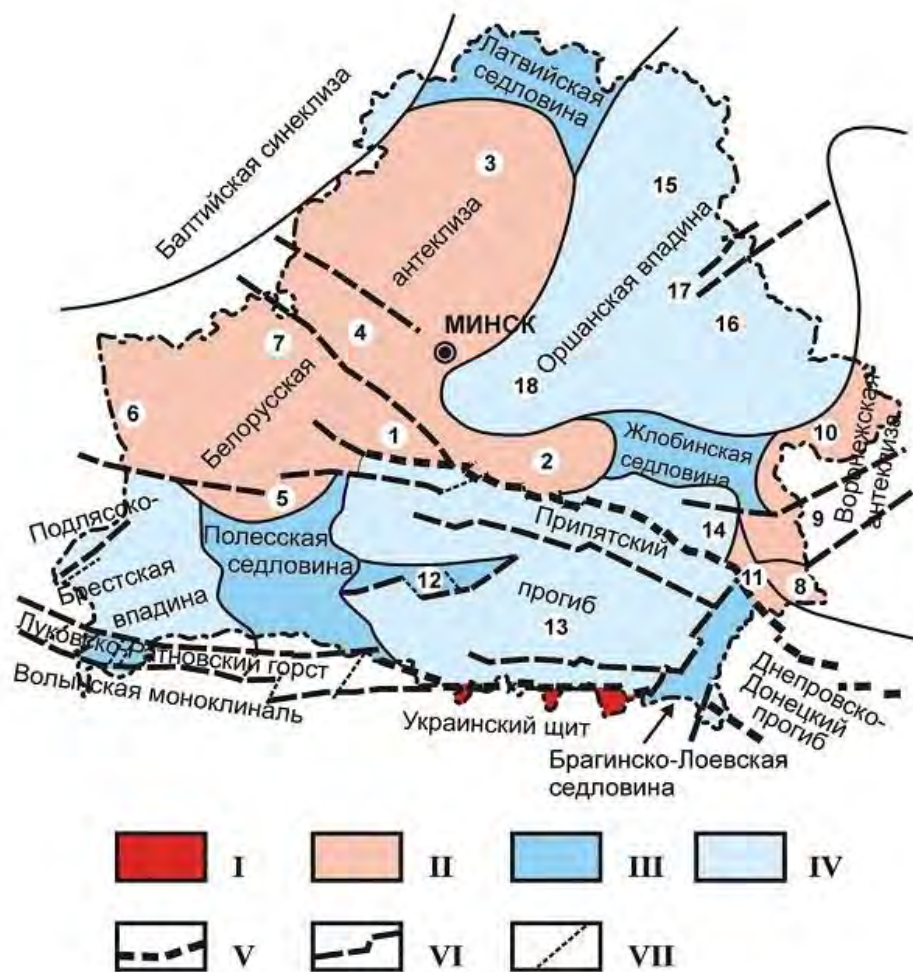 Латвийская
седловина
Балтийская синеклиза
3
15
антеклиза
Оршанская впадина
17
7
4
МИНСК
16
18
6
Белорусская
1
2
Жлобинская
седловина
10
Воронежская
антеклиза
5
9
Подлясско-
Брестская
впадина
Полесская
седловина
Припятский
14
прогиб
12
11
8
13
Луковско-Ратновский горст
Волынская моноклиналь
Украинский щит
Днепровско-
Донецкий
прогиб
Брагинско-Лоевская
седловина
I
II
III
IV
V
VI
VII